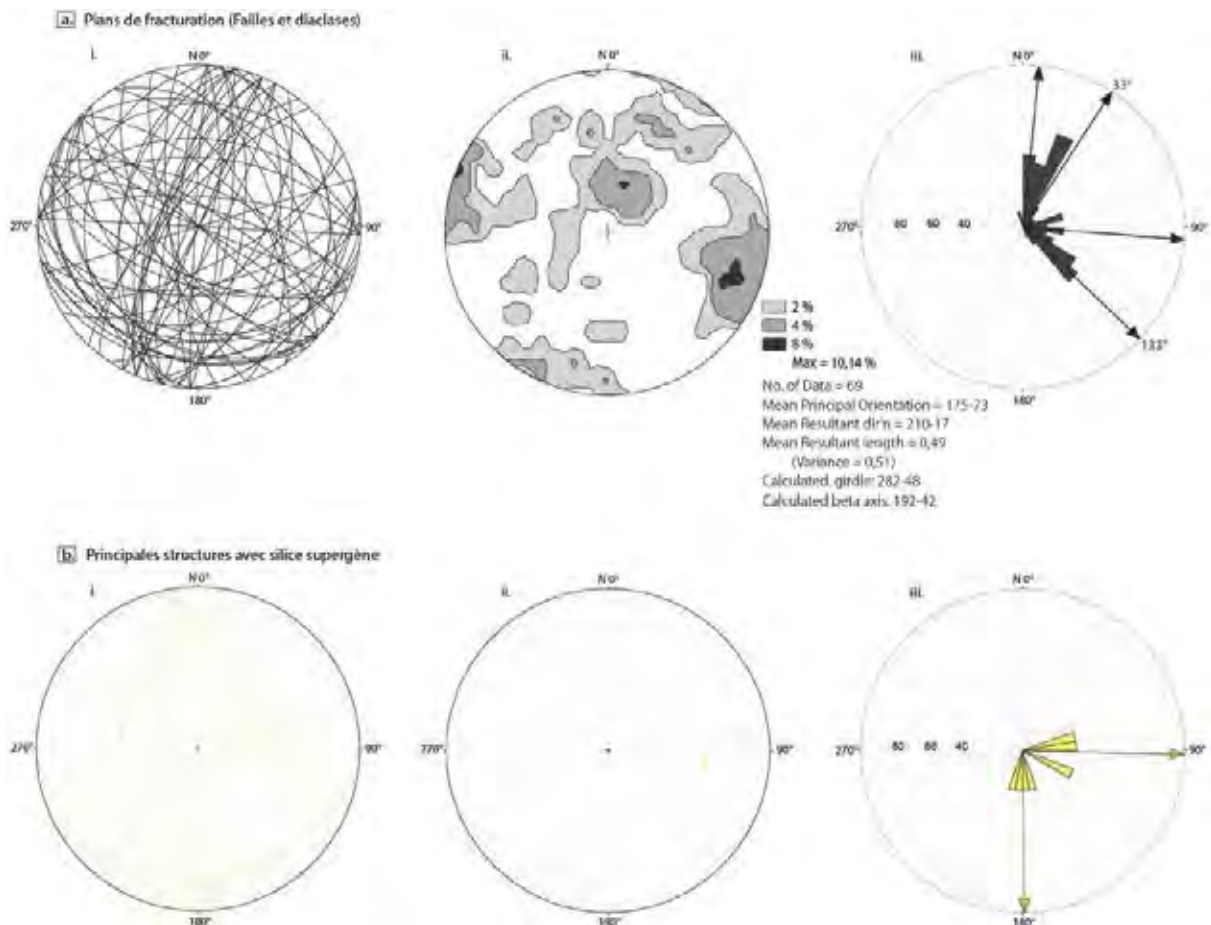 a. Plans de fracturation (Failles et diaclases)
i.
N 0°
270°
90°
180°
ii.
N 0°
2 %
4 %
8 %
Max = 10,14 %
No. of Data = 69
Mean Principal Orientation = 175-73
Mean Resultant dir'n = 210-17
Mean Resultant length = 0,49
(Variance = 0,51)
Calculated. girdle: 282-48
Calculated beta axis: 192-42
iii.
N 0°
33°
270°
80 60 40
90°
133°
180°
b. Principales structures avec silice supergène
i.
N 0°
270°
90°
180°
ii.
N 0°
270°
90°
180°
iii.
N 0°
270°
80 60 40
90°
180°